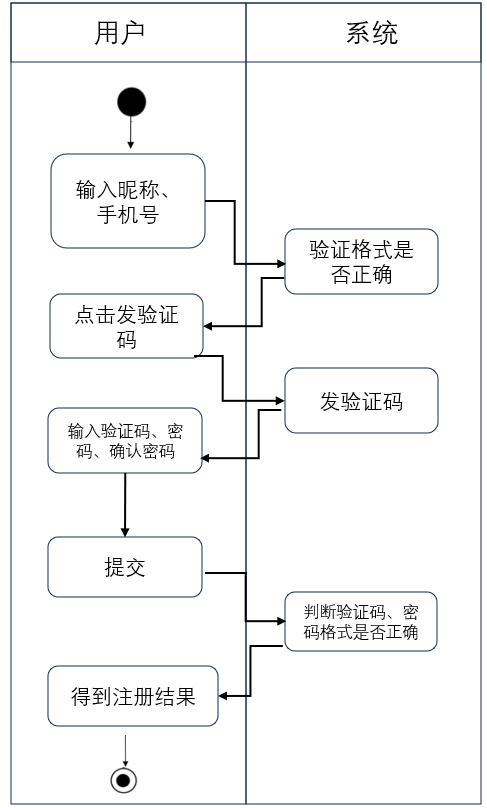 用户
系统
输入昵称、
手机号
验证格式是
否正确
点击发验证
码
发验证码
输入验证码、密
码、确认密码
提交
判断验证码、密
码格式是否正确
得到注册结果